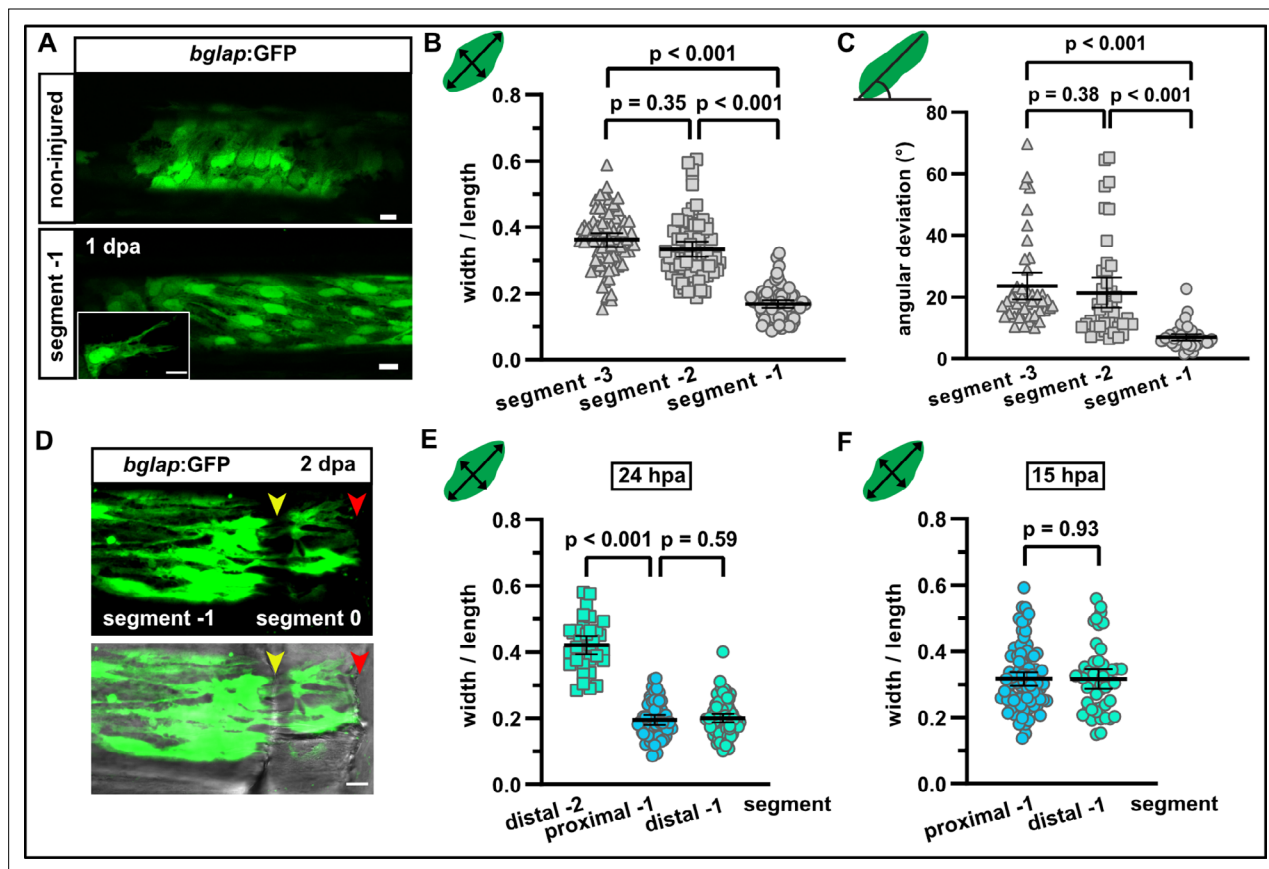 A
bglap:GFP
non-injured
segment -1
1 dpa
B
p < 0.001
p = 0.35
p < 0.001
width / length
0.8
0.6
0.4
0.2
0.0
segment -3
segment -2
segment -1
C
p < 0.001
p = 0.38
p < 0.001
angular deviation (°)
80
60
40
20
0
segment -3
segment -2
segment -1
D
bglap:GFP 2 dpa
segment -1 segment 0
E
24 hpa
p < 0.001
p = 0.59
width / length
0.8
0.6
0.4
0.2
0.0
distal -2
proximal -1
distal -1
segment
F
15 hpa
p = 0.93
width / length
0.8
0.6
0.4
0.2
0.0
proximal -1
distal -1
segment